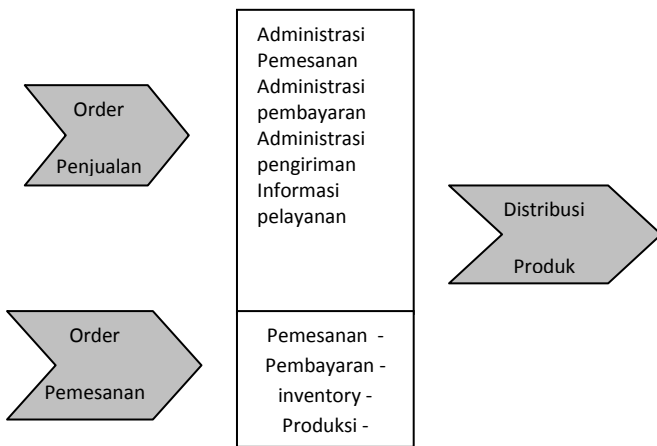 Order
Penjualan
Administrasi
Pemesanan
Administrasi
pembayaran
Administrasi
pengiriman
Informasi
pelayanan
Distribusi
Produk
Order
Pemesanan
Pemesanan -
Pembayaran -
inventory -
Produksi -